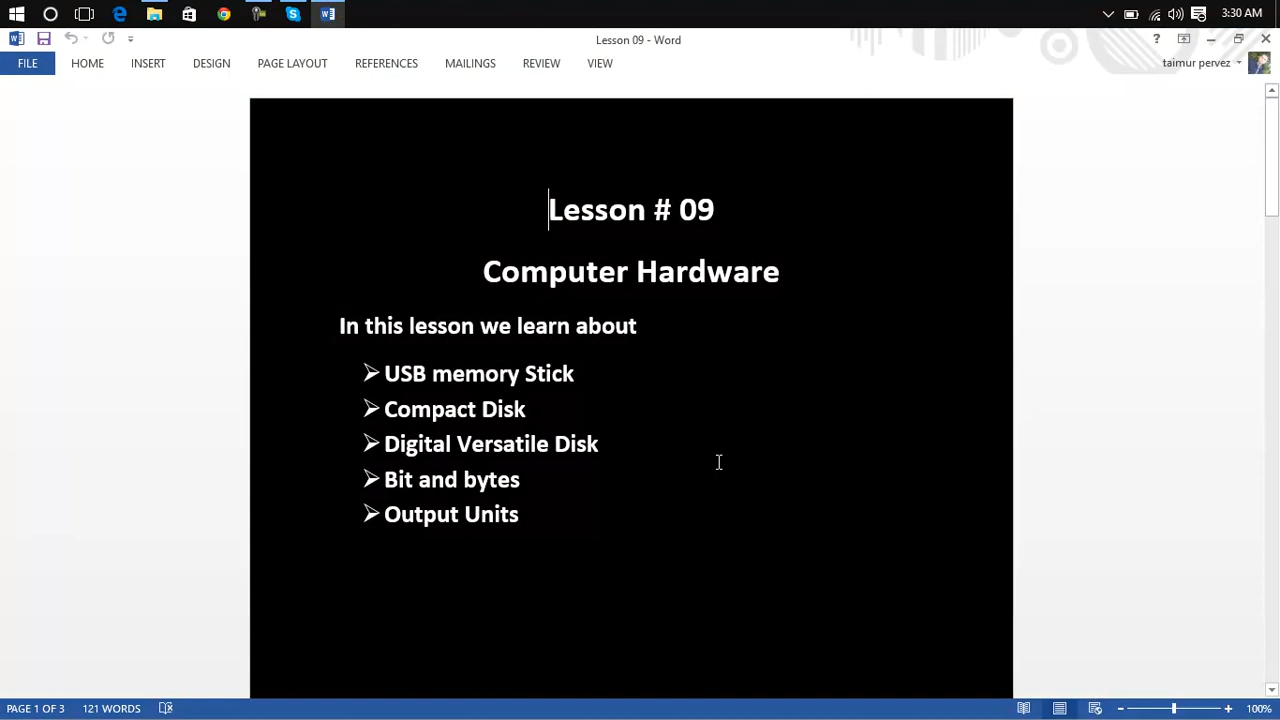 3:30 AM
Lesson 09 - Word
?
FILE HOME INSERT DESIGN PAGE LAYOUT REFERENCES MAILINGS REVIEW VIEW
taimur pervez
Lesson # 09
Computer Hardware
In this lesson we learn about
USB memory Stick
Compact Disk
Digital Versatile Disk
Bit and bytes
Output Units
PAGE 1 OF 3 121 WORDS
100%